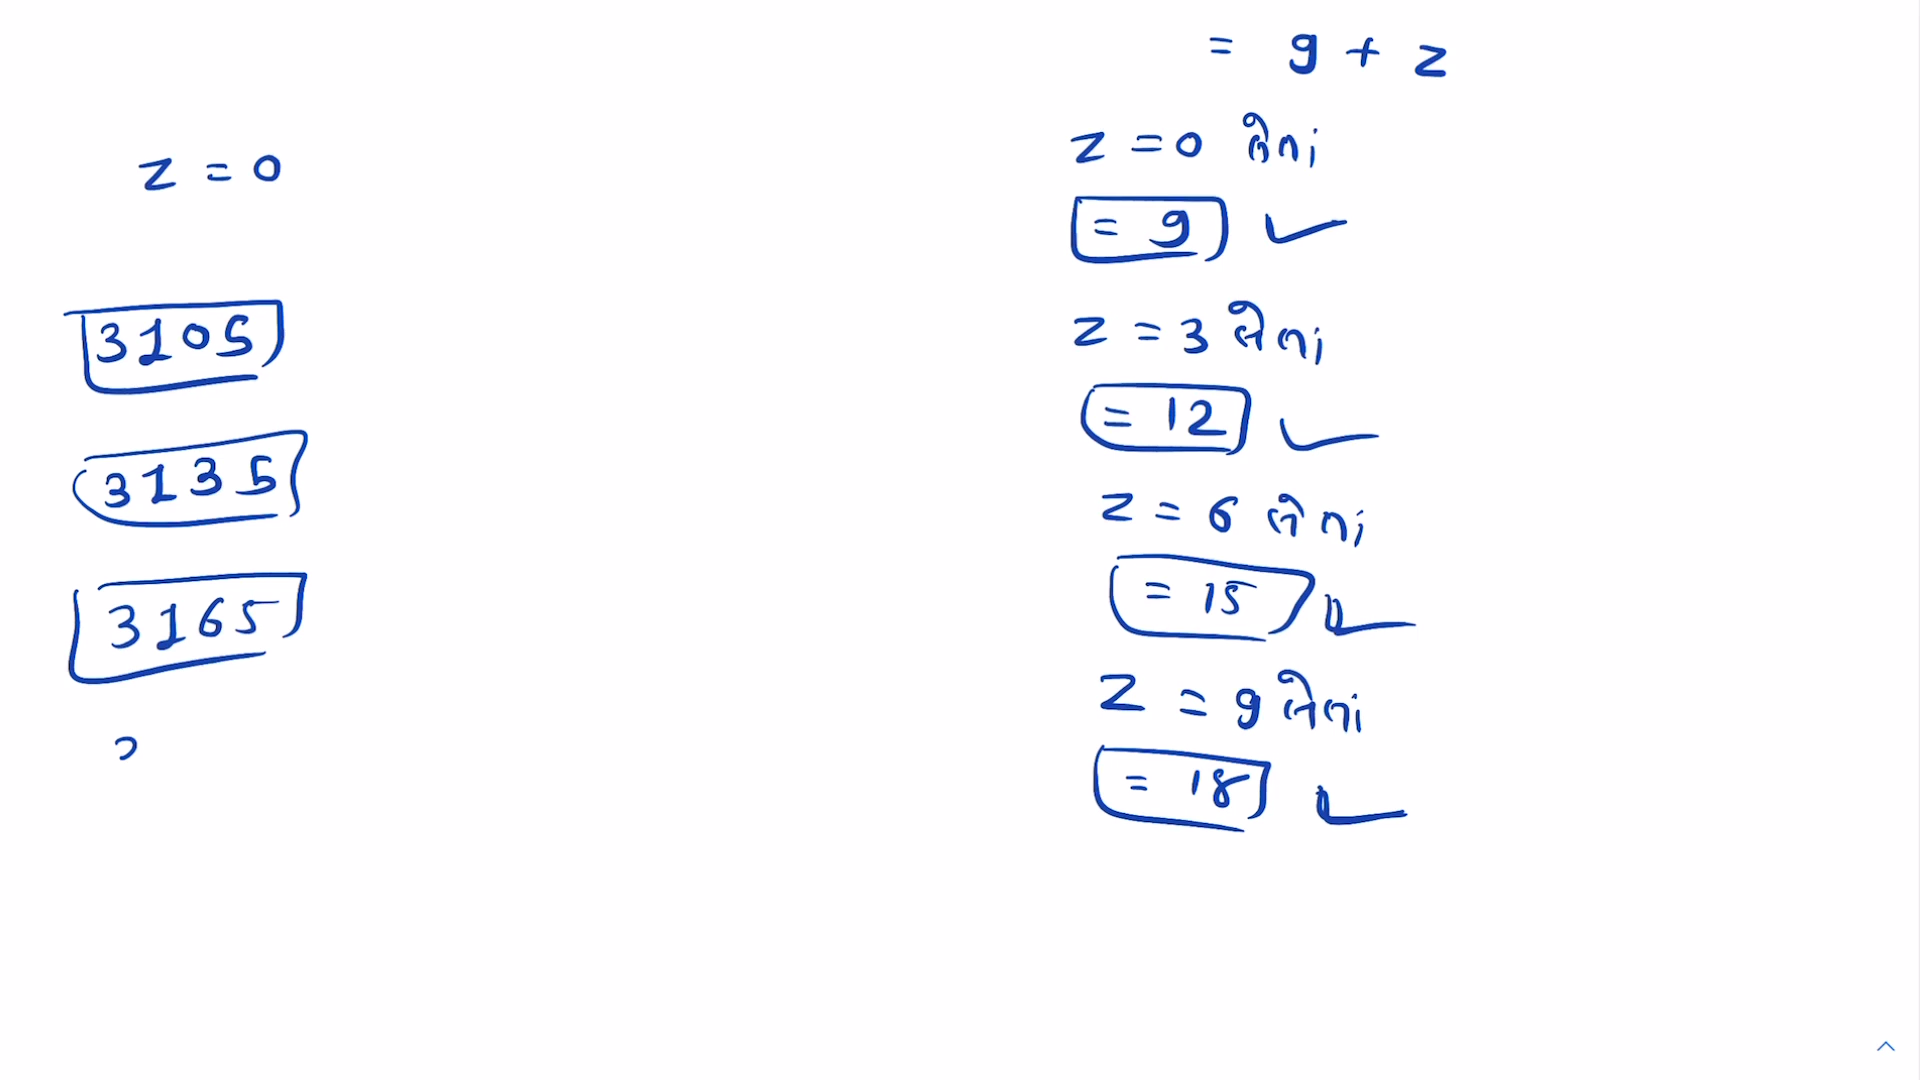 z = 0
3105
3135
3165
= 9 + z
z = 0 લેતાં
= 9
z = 3 લેતાં
= 12
z = 6 લેતાં
= 15
z = 9 લેતાં
= 18